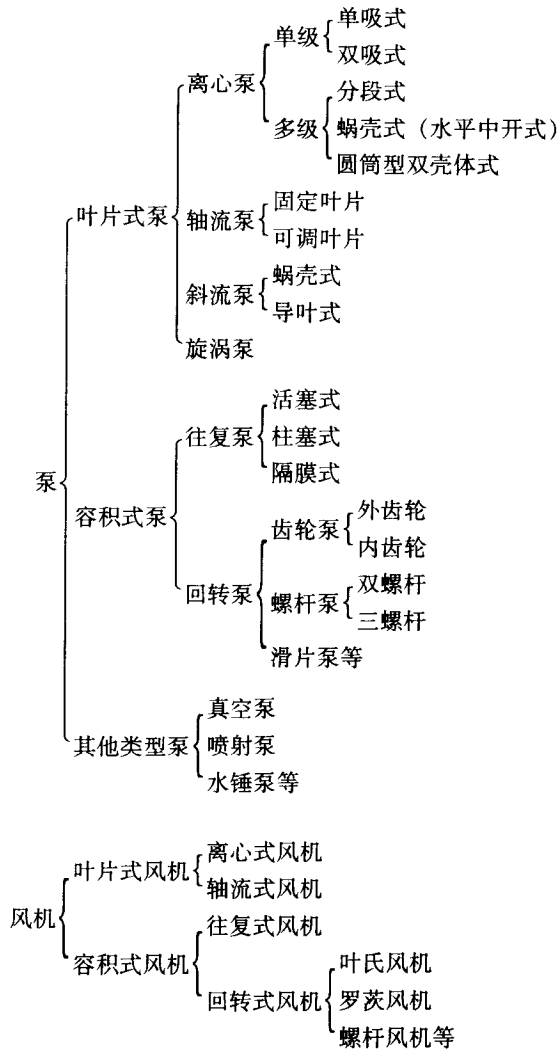 单吸式
单级
双吸式
离心泵
分段式
多级
蜗壳式（水平中开式）
圆筒型双壳体式
固定叶片
叶片式泵
轴流泵
可调叶片
蜗壳式
斜流泵
导叶式
旋涡泵
活塞式
往复泵
柱塞式
隔膜式
泵
容积式泵
外齿轮
齿轮泵
内齿轮
双螺杆
回转泵
螺杆泵
三螺杆
滑片泵等
真空泵
其他类型泵
喷射泵
水锤泵等
离心式风机
叶片式风机
轴流式风机
风机
往复式风机
容积式风机
叶氏风机
回转式风机
罗茨风机
螺杆风机等